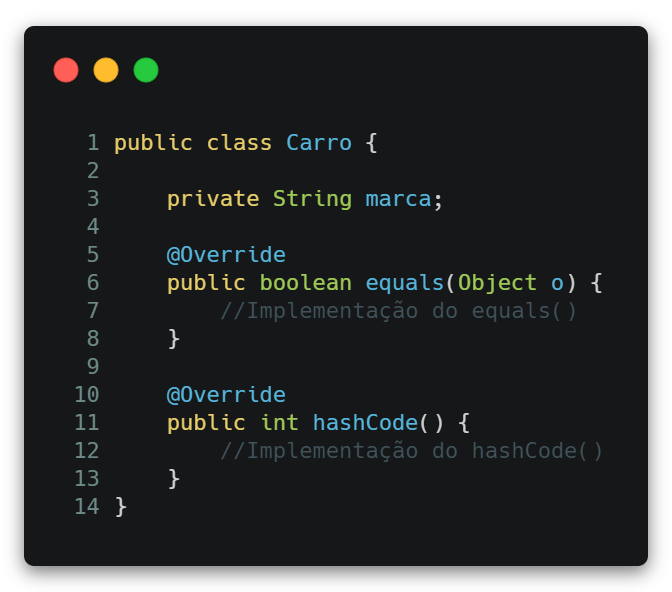 1 public class Carro {
2
3     private String marca;
4
5     @Override
6     public boolean equals(Object o) {
7         //Implementação do equals()
8     }
9
10     @Override
11     public int hashCode() {
12         //Implementação do hashCode()
13     }
14 }